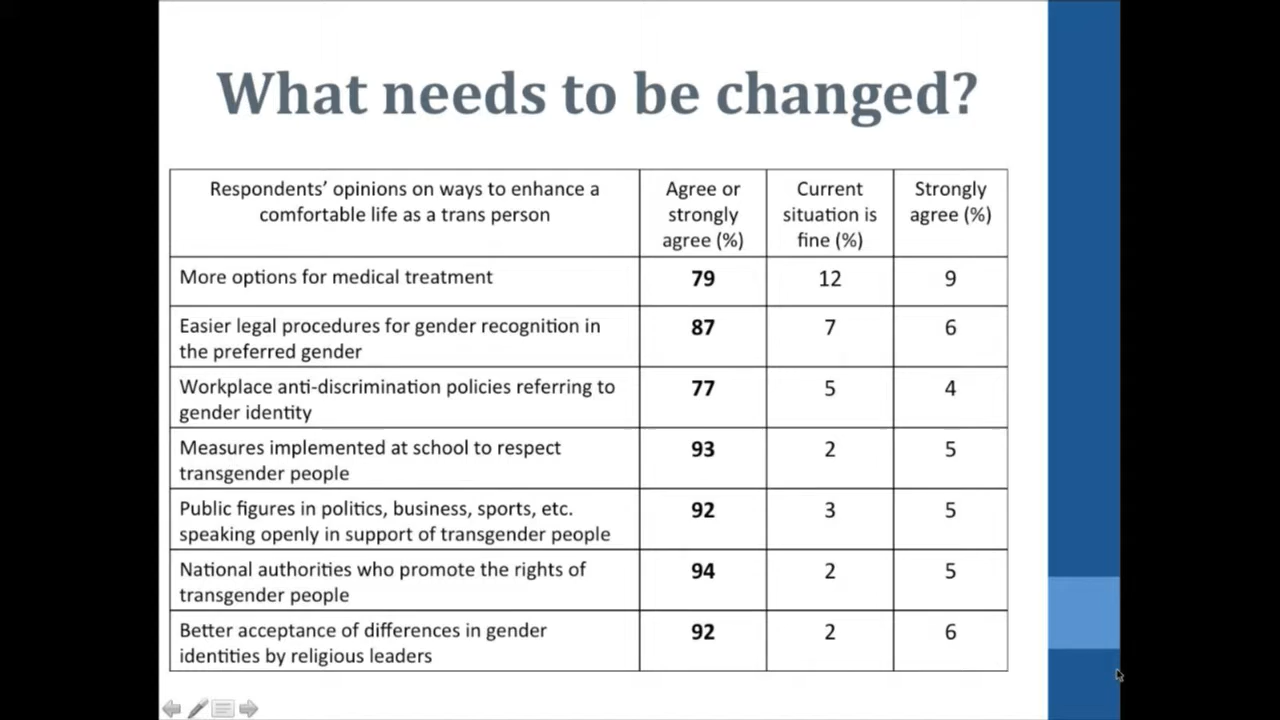 What needs to be changed?
Respondents' opinions on ways to enhance a
comfortable life as a trans person
Agree or
strongly
agree (%)
Current
situation is
fine (%)
Strongly
agree (%)
More options for medical treatment
79
12
9
Easier legal procedures for gender recognition in
the preferred gender
87
7
6
Workplace anti-discrimination policies referring to
gender identity
77
5
4
Measures implemented at school to respect
transgender people
93
2
5
Public figures in politics, business, sports, etc.
speaking openly in support of transgender people
92
3
5
National authorities who promote the rights of
transgender people
94
2
5
Better acceptance of differences in gender
identities by religious leaders
92
2
6